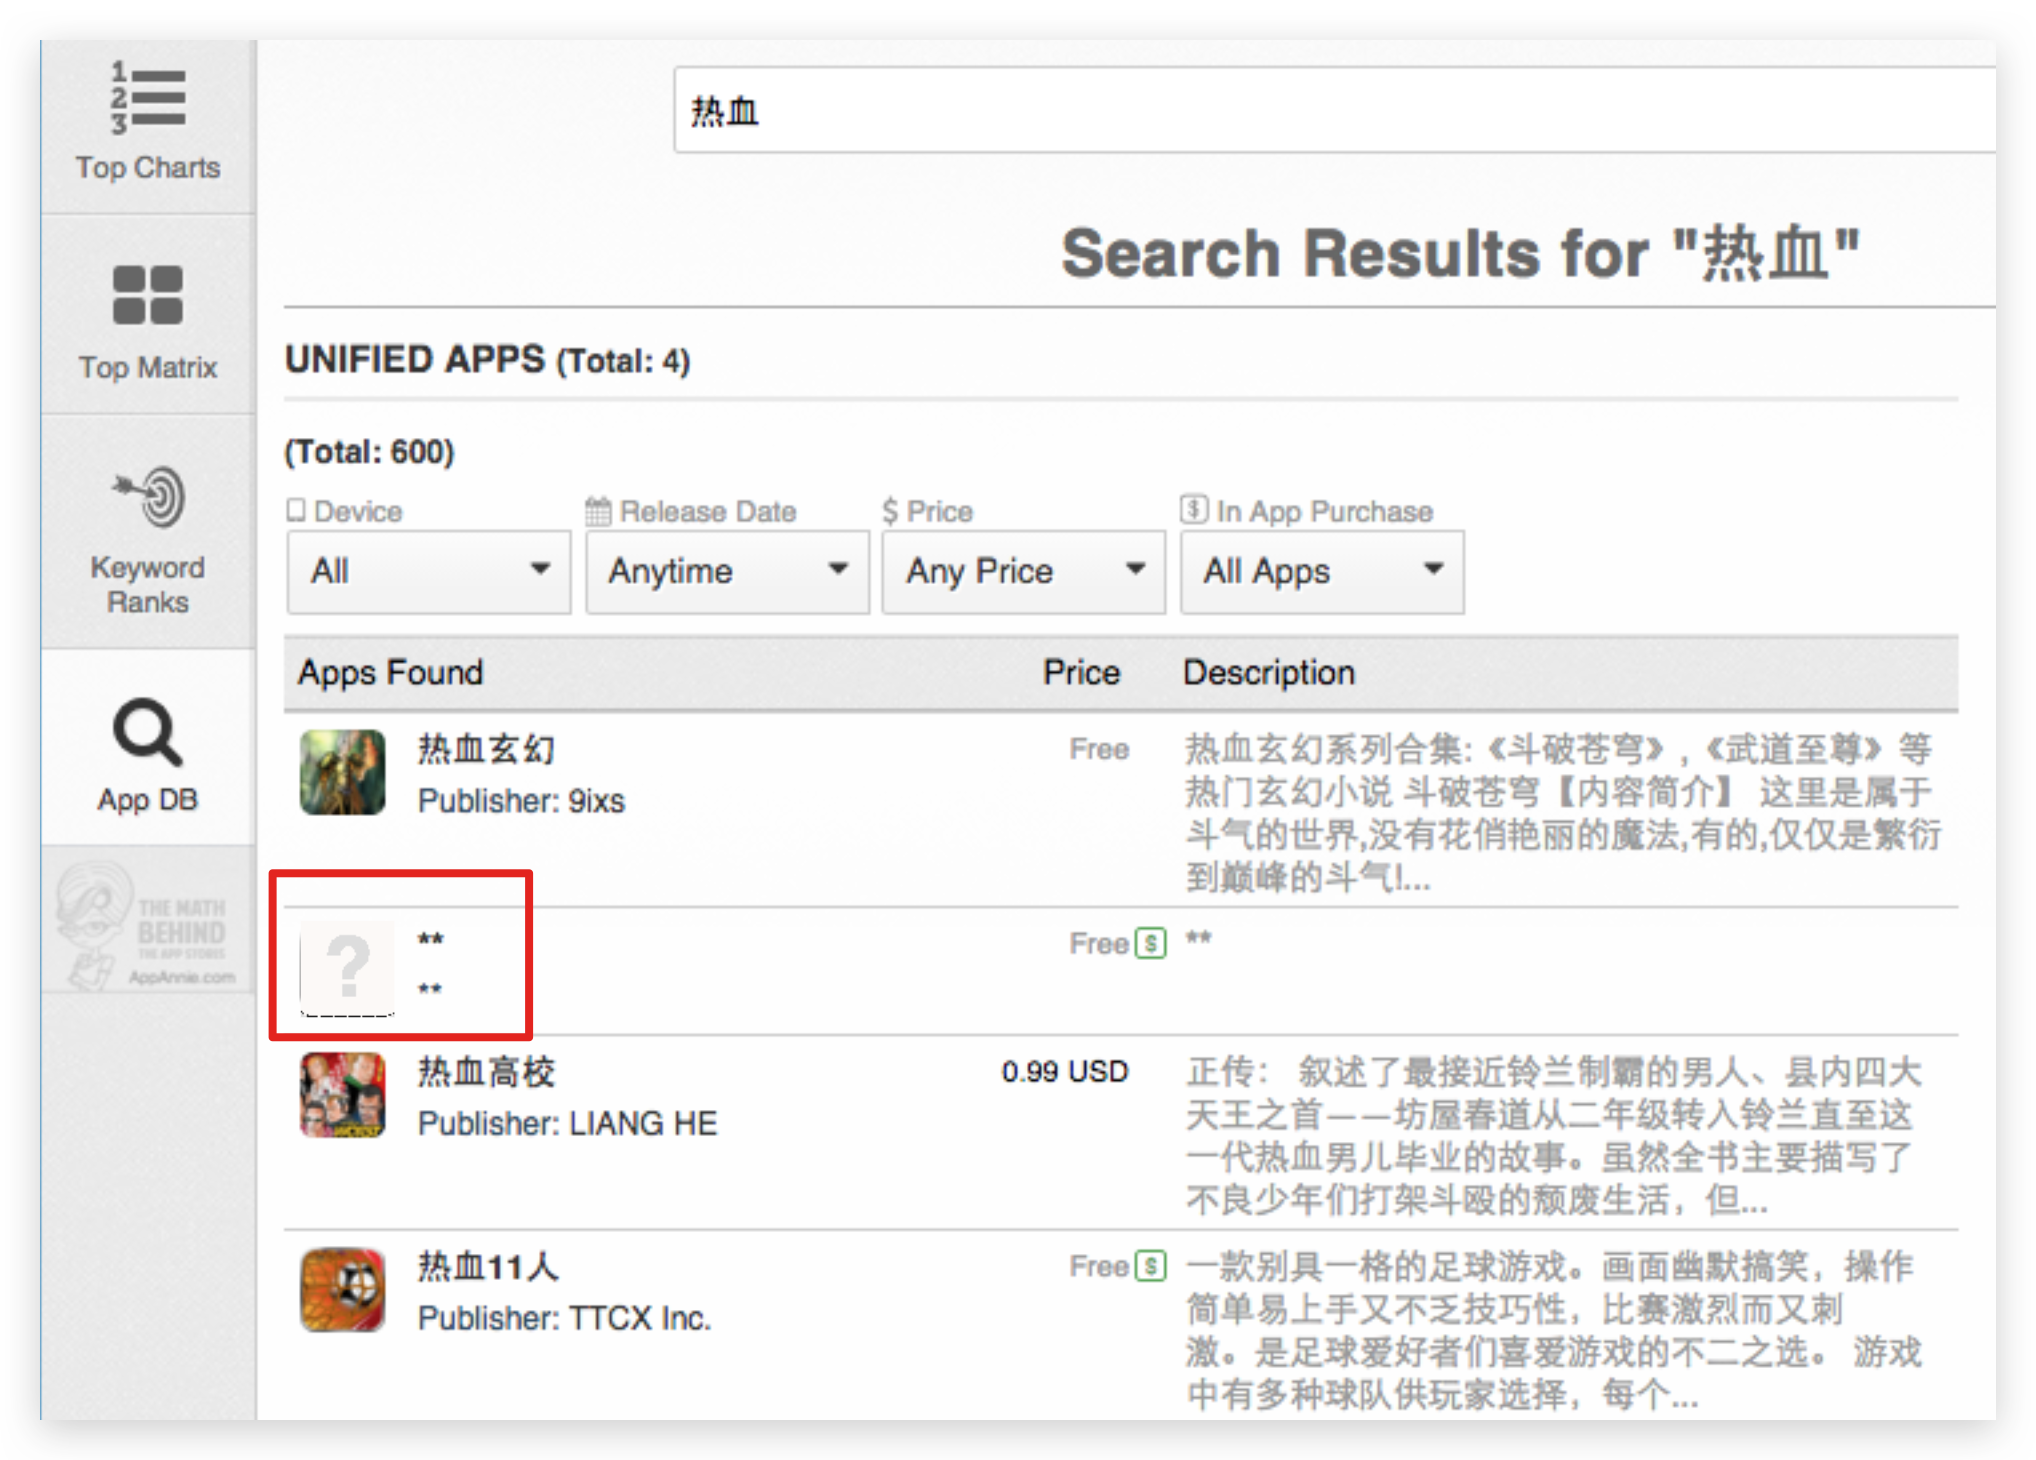 1
2
3
Top Charts
Top Matrix
Keyword
Ranks
App DB
THE MATH
BEHIND
THE APP STORES
AppAnnie.com
热血
Search Results for "热血"
UNIFIED APPS (Total: 4)
(Total: 600)
Device Release Date $ Price $ In App Purchase
All Anytime Any Price All Apps
Apps Found Price Description
热血玄幻
Publisher: 9ixs
Free
热血玄幻系列合集:《斗破苍穹》,《武道至尊》等
热门玄幻小说 斗破苍穹【内容简介】 这里是属于
斗气的世界,没有花俏艳丽的魔法,有的,仅仅是繁衍
到巅峰的斗气!...
?
**
**
Free $
**
热血高校
Publisher: LIANG HE
0.99 USD
正传： 叙述了最接近铃兰制霸的男人、县内四大
天王之首——坊屋春道从二年级转入铃兰直至这
一代热血男儿毕业的故事。虽然全书主要描写了
不良少年们打架斗殴的颓废生活，但...
热血11人
Publisher: TTCX Inc.
Free $
一款别具一格的足球游戏。画面幽默搞笑，操作
简单易上手又不乏技巧性，比赛激烈而又刺
激。是足球爱好者们喜爱游戏的不二之选。 游戏
中有多种球队供玩家选择，每个...